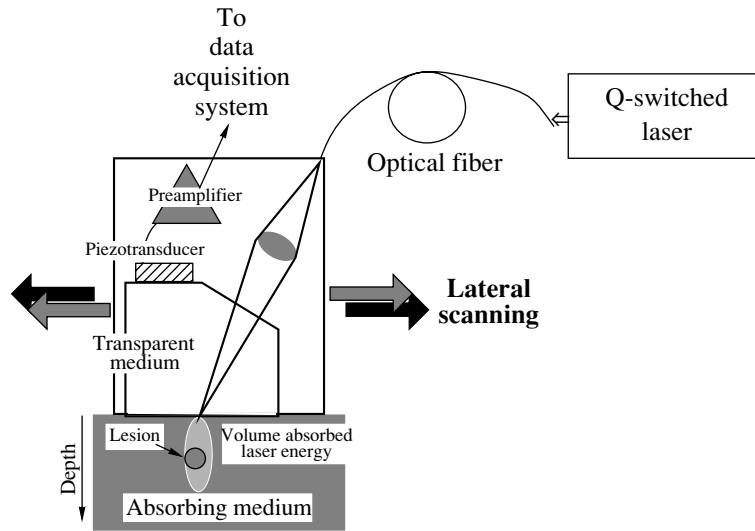 To
data
acquisition
system
Q-switched
laser
Optical fiber
Preamplifier
Piezotransducer
Lateral
scanning
Transparent
medium
Depth
Lesion
Volume absorbed
laser energy
Absorbing medium